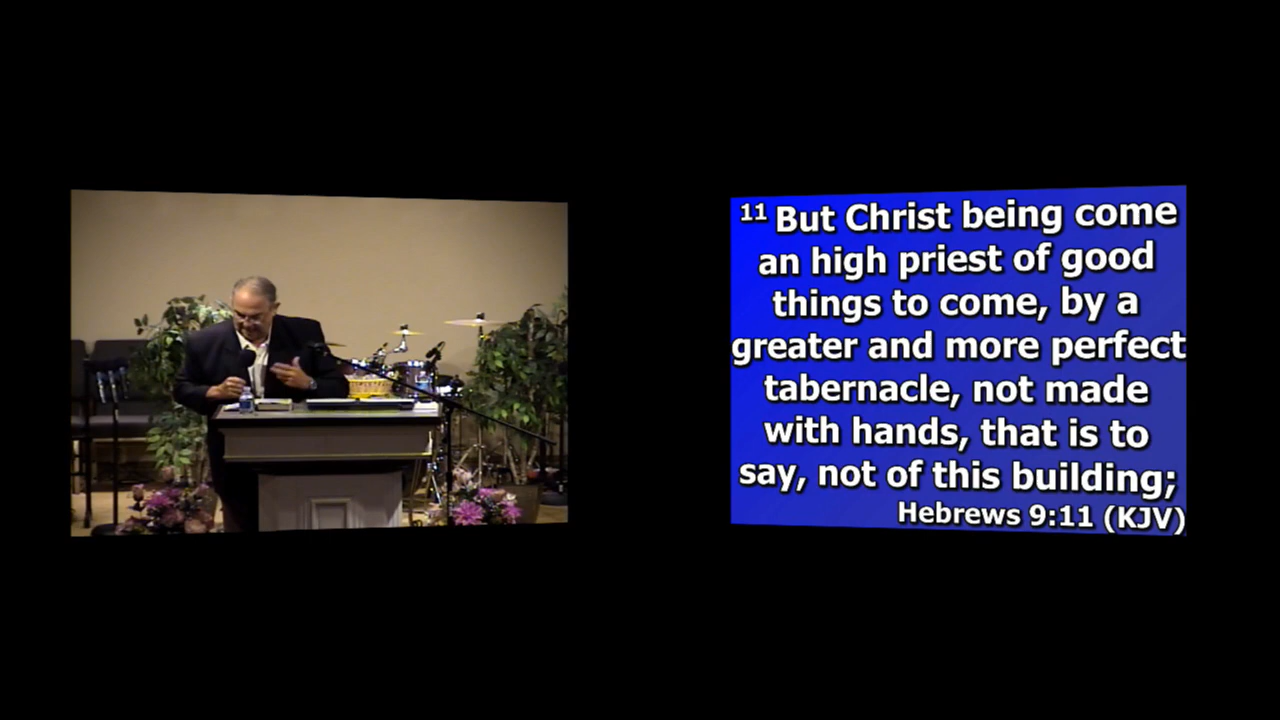 11 But Christ being come
an high priest of good
things to come, by a
greater and more perfect
tabernacle, not made
with hands, that is to
say, not of this building;
Hebrews 9:11 (KJV)